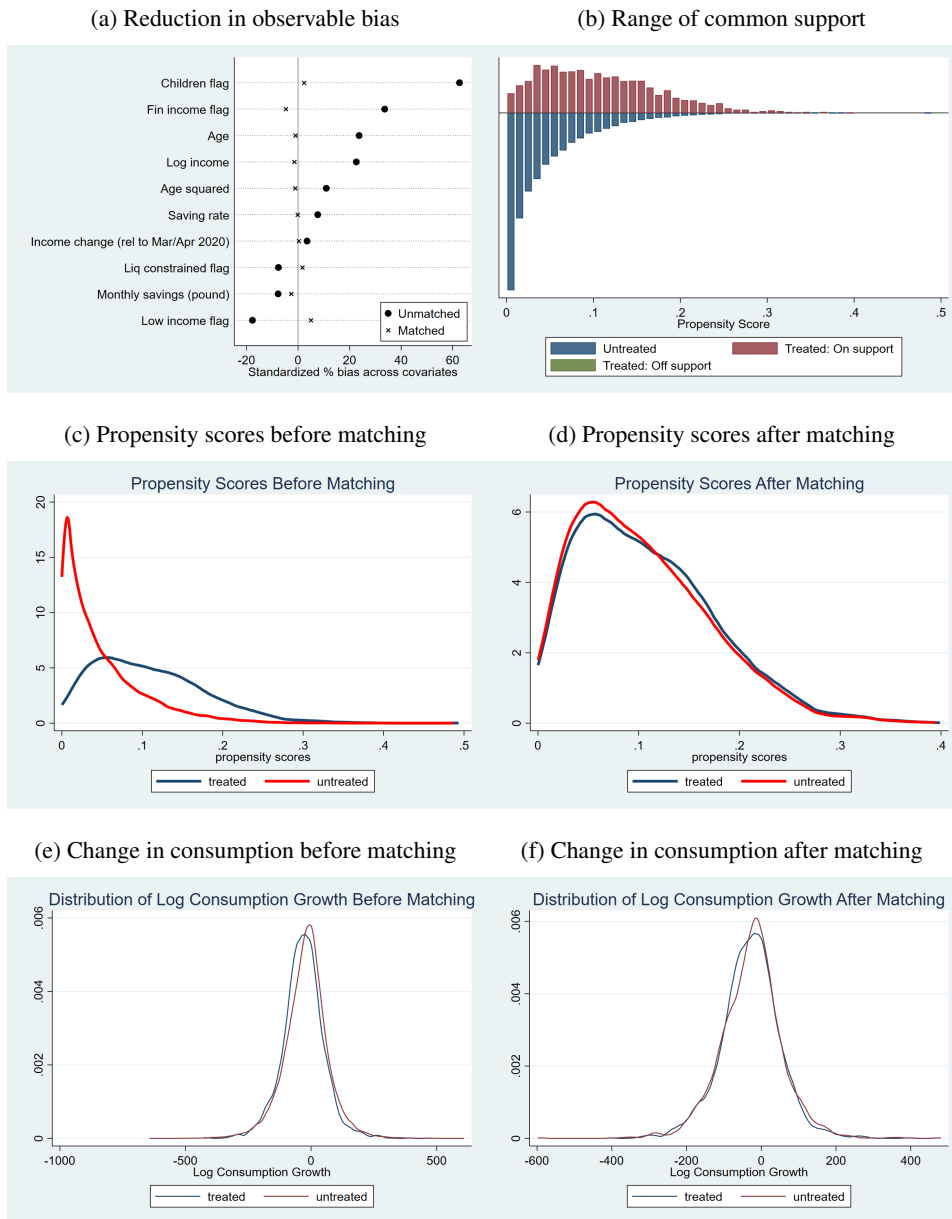 (a) Reduction in observable bias
Children flag
Fin income flag
Age
Log income
Age squared
Saving rate
Income change (rel to Mar/Apr 2020)
Liq constrained flag
Monthly savings (pound)
Low income flag
Unmatched
Matched
-20 0 20 40 60
Standardized % bias across covariates
(b) Range of common support
0 .1 .2 .3 .4 .5
Propensity Score
Untreated Treated: On support
Treated: Off support
(c) Propensity scores before matching
Propensity Scores Before Matching
20
15
10
5
0
0 .1 .2 .3 .4 .5
propensity scores
treated untreated
(d) Propensity scores after matching
Propensity Scores After Matching
6
4
2
0
0 .1 .2 .3 .4
propensity scores
treated untreated
(e) Change in consumption before matching
Distribution of Log Consumption Growth Before Matching
.006
.004
.002
0
-1000 -500 0 500
Log Consumption Growth
treated untreated
(f) Change in consumption after matching
Distribution of Log Consumption Growth After Matching
.006
.004
.002
0
-600 -400 -200 0 200 400
Log Consumption Growth
treated untreated